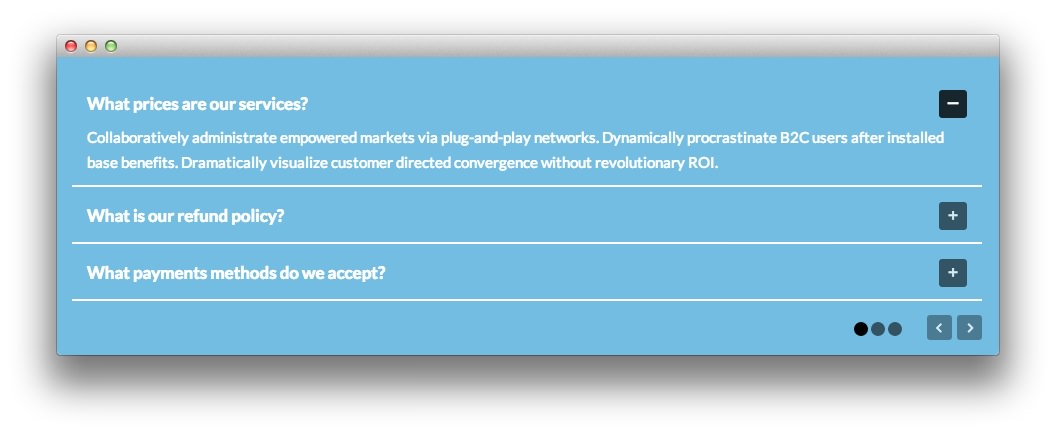 What prices are our services?
Collaboratively administrate empowered markets via plug-and-play networks. Dynamically procrastinate B2C users after installed
base benefits. Dramatically visualize customer directed convergence without revolutionary ROI.
What is our refund policy?
What payments methods do we accept?